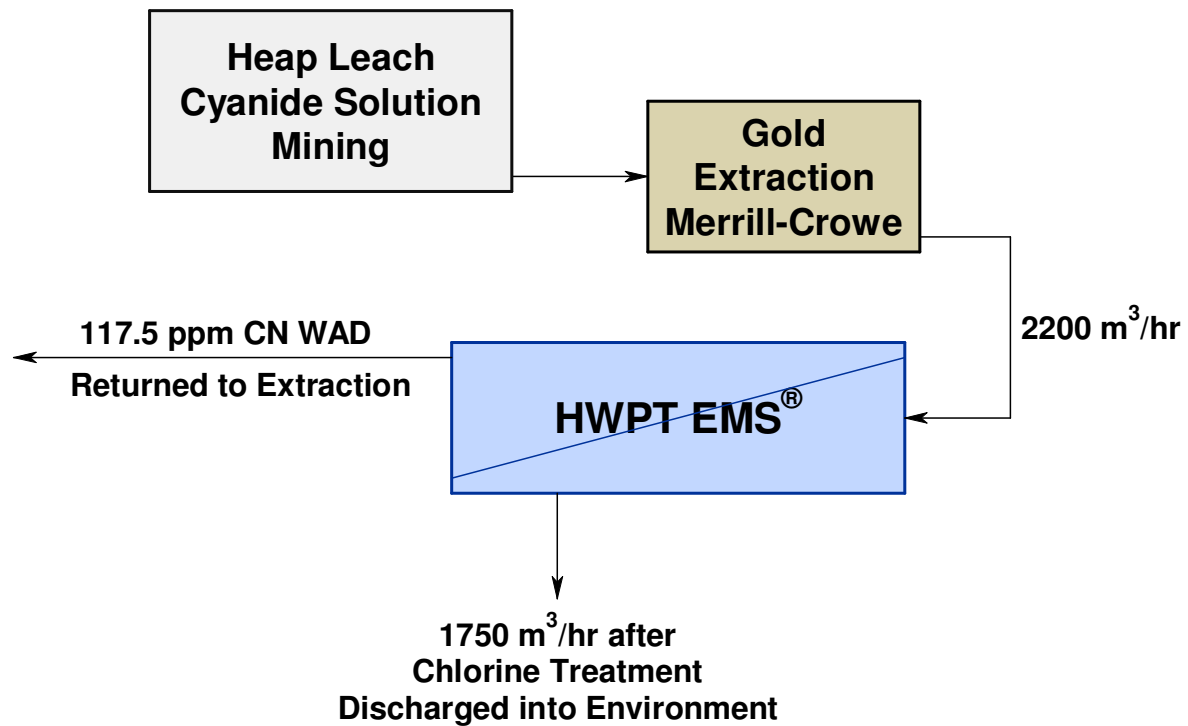 Heap Leach
Cyanide Solution
Mining
Gold
Extraction
Merrill-Crowe
2200 m³/hr
117.5 ppm CN WAD
Returned to Extraction
HWPT EMS®
1750 m³/hr after
Chlorine Treatment
Discharged into Environment